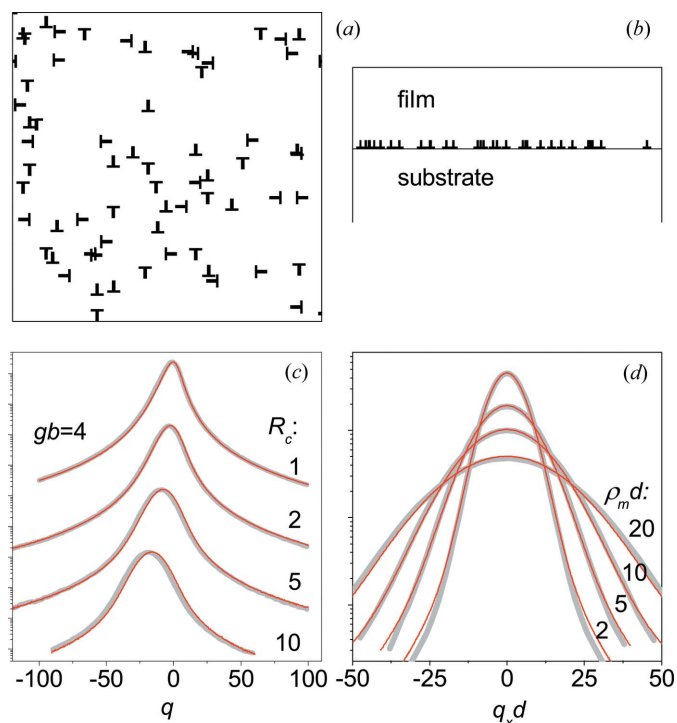 (a)
(b)
film
substrate
(c)
gb=4
R_c:
1
2
5
10
-100 -50 0 50 100
q
(d)
ρ_m d:
20
10
5
2
-50 -25 0 25 50
q_x d